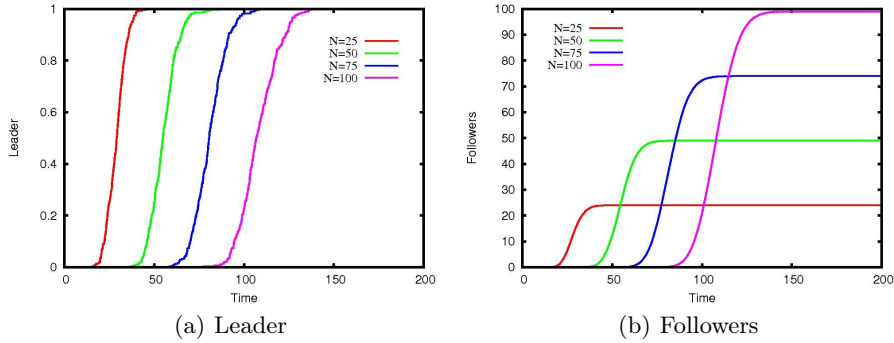 1
0.8
0.6
0.4
0.2
0
0 50 100 150 200
Leader
Time
N=25
N=50
N=75
N=100
(a) Leader
100
90
80
70
60
50
40
30
20
10
0
0 50 100 150 200
Followers
Time
N=25
N=50
N=75
N=100
(b) Followers